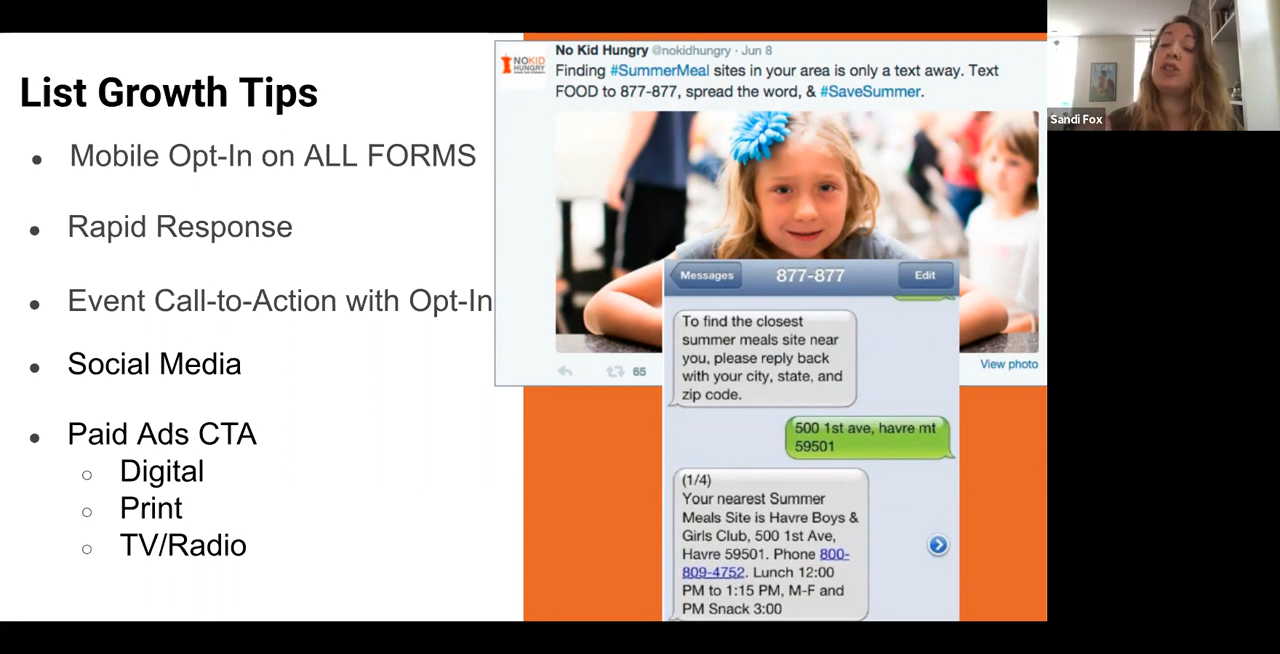 List Growth Tips
• Mobile Opt-In on ALL FORMS
• Rapid Response
• Event Call-to-Action with Opt-In
• Social Media
• Paid Ads CTA
○ Digital
○ Print
○ TV/Radio
NO KID
HUNGRY
No Kid Hungry @nokidhungry · Jun 8
Finding #SummerMeal sites in your area is only a text away. Text
FOOD to 877-877, spread the word, & #SaveSummer.
65
View photo
Messages
877-877
Edit
To find the closest
summer meals site near
you, please reply back
with your city, state, and
zip code.
500 1st ave, havre mt
59501
(1/4)
Your nearest Summer
Meals Site is Havre Boys &
Girls Club, 500 1st Ave,
Havre 59501. Phone 800-
809-4752. Lunch 12:00
PM to 1:15 PM, M-F and
PM Snack 3:00
Sandi Fox